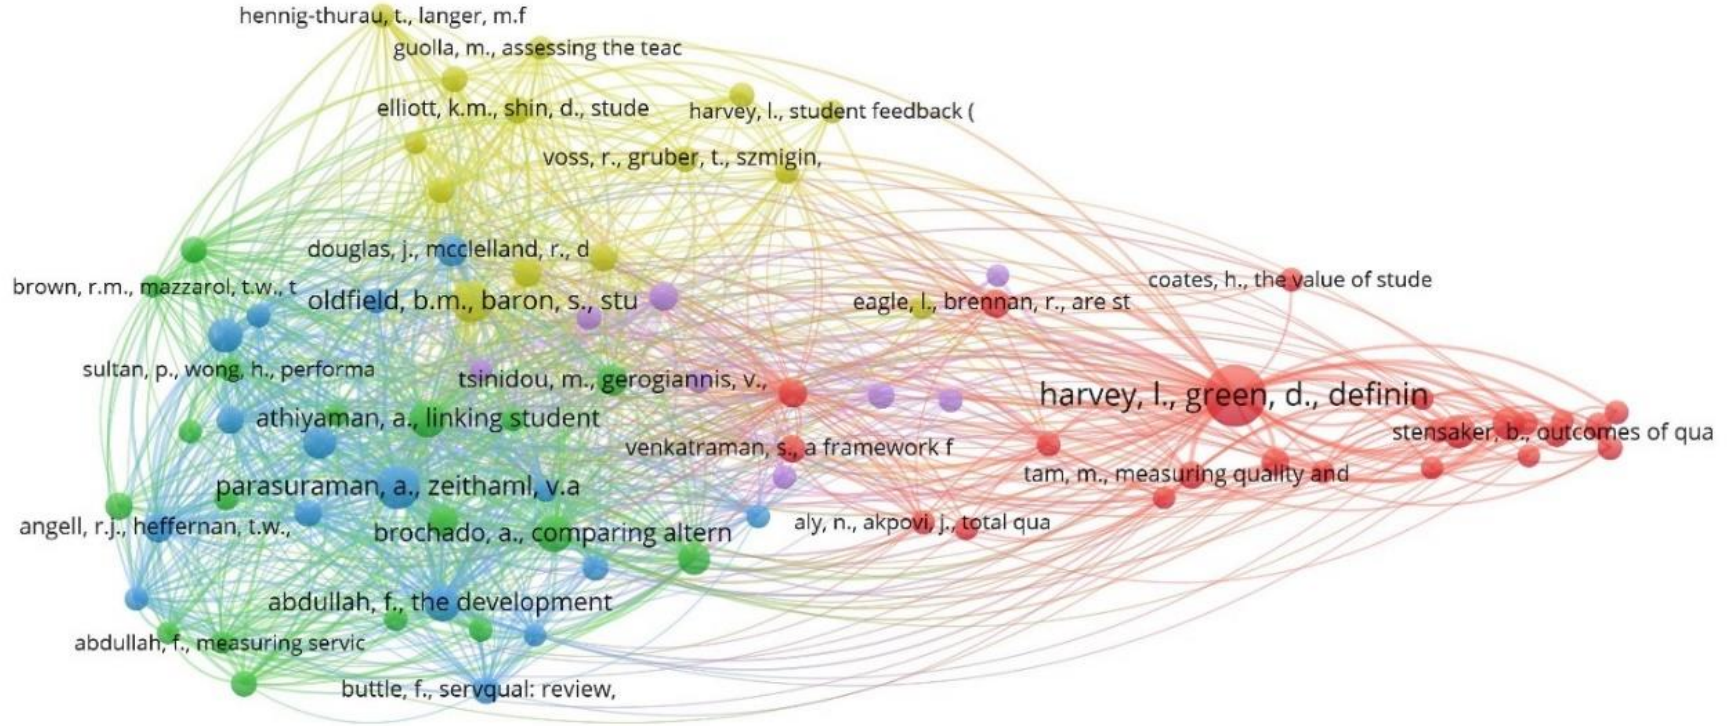 hennig-thurau, t., langer, m.f
guolla, m., assessing the teac
elliott, k.m., shin, d., stude
harvey, l., student feedback (
voss, r., gruber, t., szmigin,
douglas, j., mcclelland, r., d
brown, r.m., mazzarol, t.w., t
oldfield, b.m., baron, s., stu
eagle, l., brennan, r., are st
coates, h., the value of stude
sultan, p., wong, h., performa
tsinidou, m., gerogiannis, v.,
harvey, l., green, d., definin
athiyaman, a., linking student
stensaker, b., outcomes of qua
venkatraman, s., a framework f
tam, m., measuring quality and
parasuraman, a., zeithaml, v.a
angell, r.j., heffernan, t.w.,
aly, n., akpovi, j., total qua
brochado, a., comparing altern
abdullah, f., the development
abdullah, f., measuring servic
buttle, f., servqual: review,